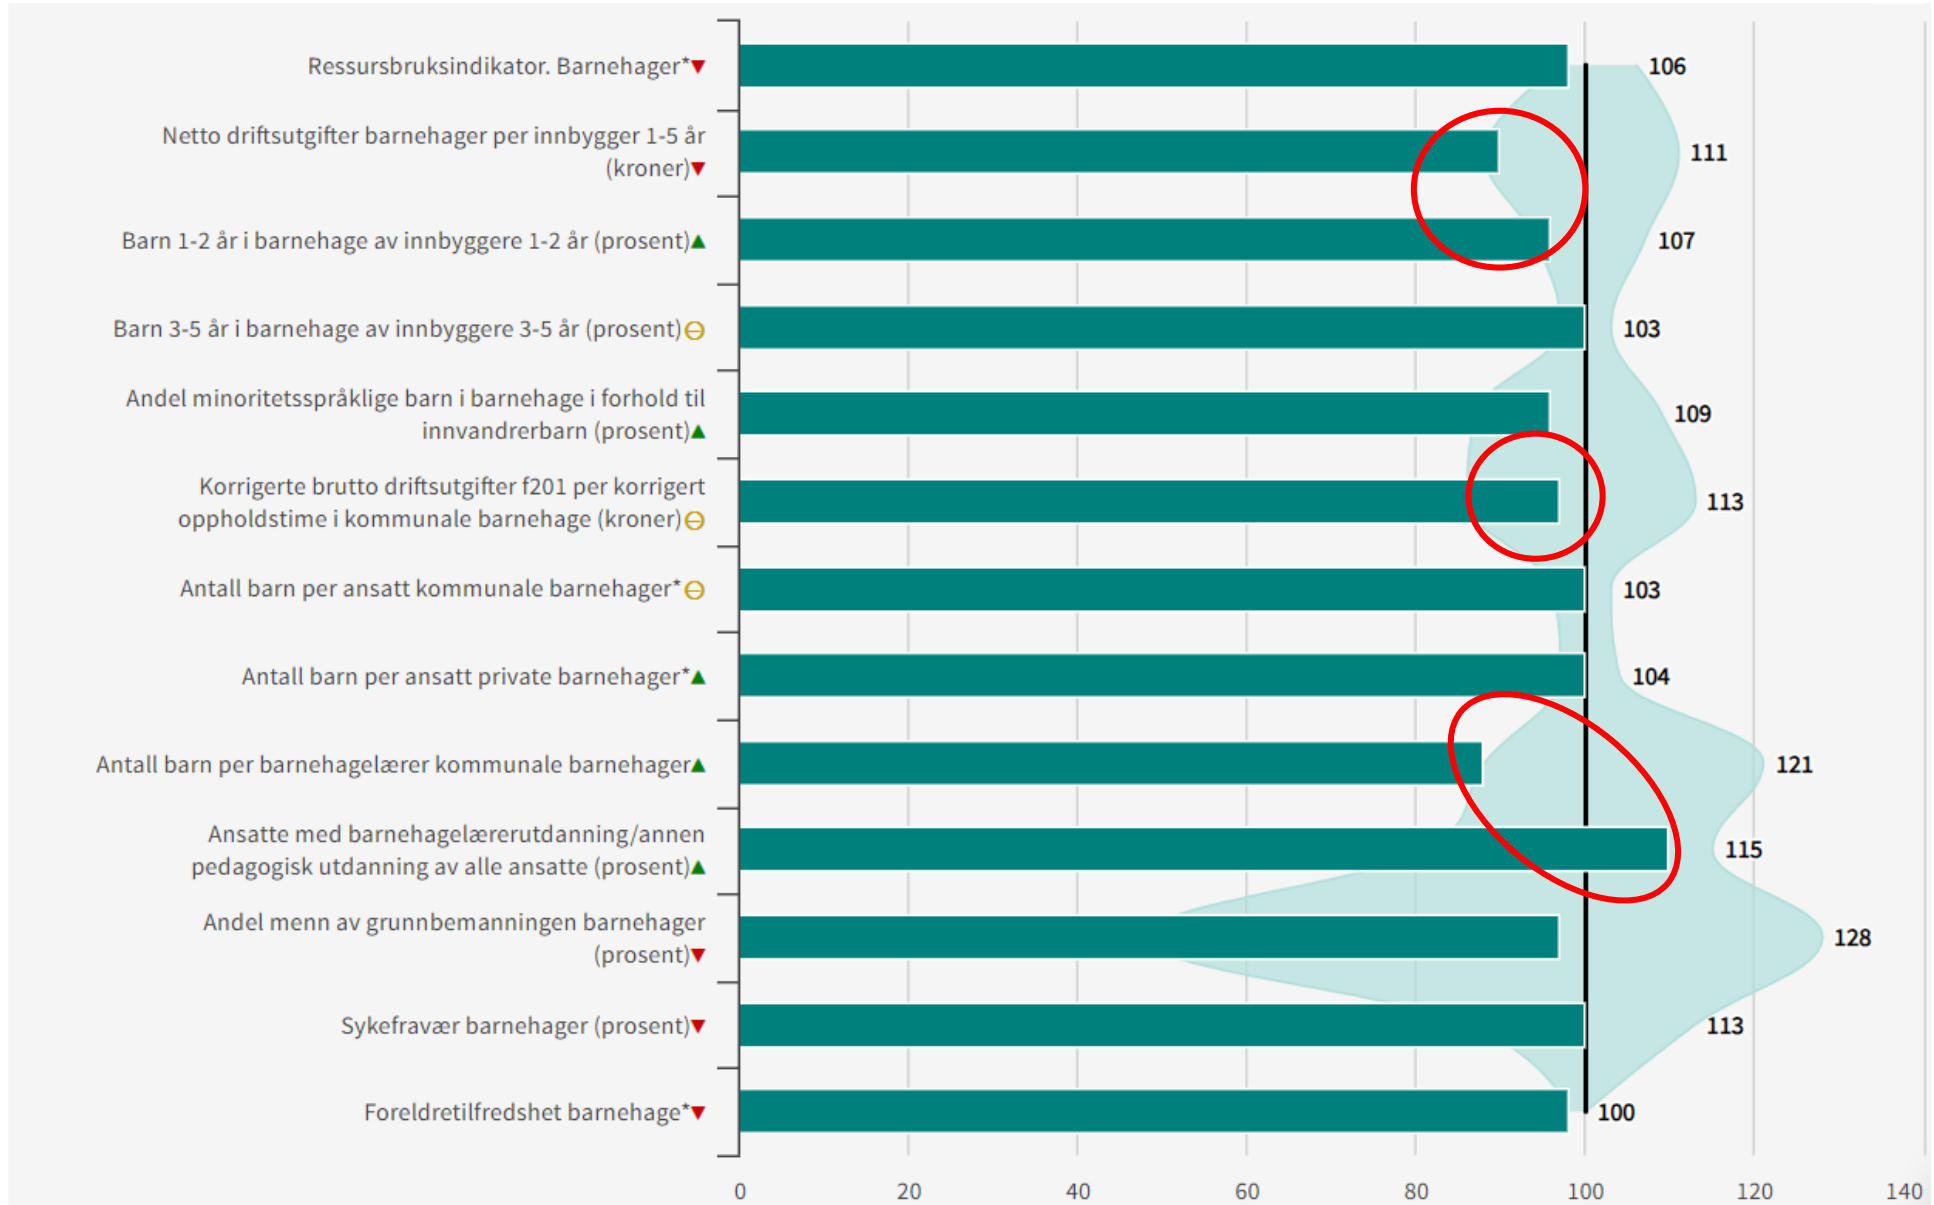 Ressursbruksindikator. Barnehager*▼
106
Netto driftsutgifter barnehager per innbygger 1-5 år
(kroner)▼
111
Barn 1-2 år i barnehage av innbyggere 1-2 år (prosent)▲
107
Barn 3-5 år i barnehage av innbyggere 3-5 år (prosent)⊖
103
Andel minoritetsspråklige barn i barnehage i forhold til
innvandrerbarn (prosent)▲
109
Korrigerte brutto driftsutgifter f201 per korrigert
oppholdstime i kommunale barnehage (kroner)⊖
113
Antall barn per ansatt kommunale barnehager*⊖
103
Antall barn per ansatt private barnehager*▲
104
Antall barn per barnehagelærer kommunale barnehager▲
121
Ansatte med barnehagelærerutdanning/annen
pedagogisk utdanning av alle ansatte (prosent)▲
115
Andel menn av grunnbemanningen barnehager
(prosent)▼
128
Sykefravær barnehager (prosent)▼
113
Foreldretilfredshet barnehage*▼
100
0 20 40 60 80 100 120 140